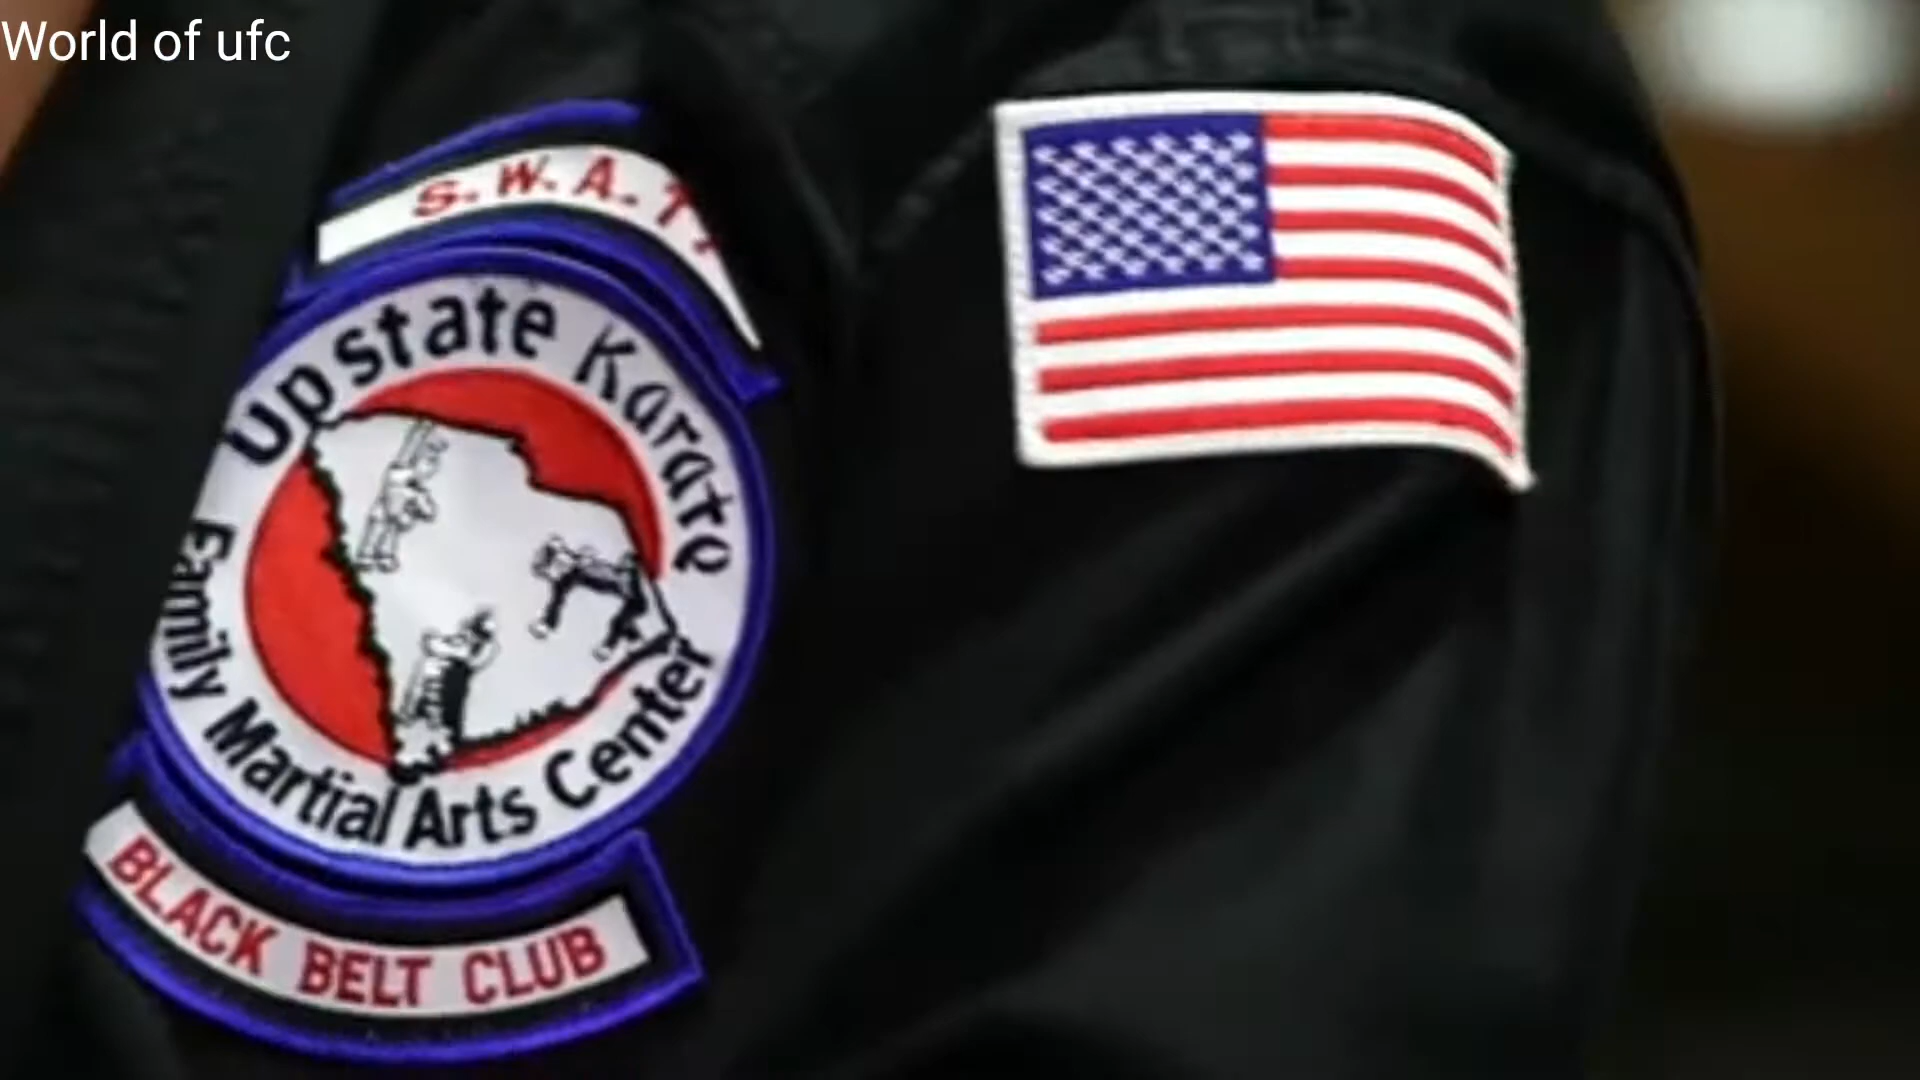 World of ufc
S.W.A.T.
Upstate Karate
Family Martial Arts Center
BLACK BELT CLUB